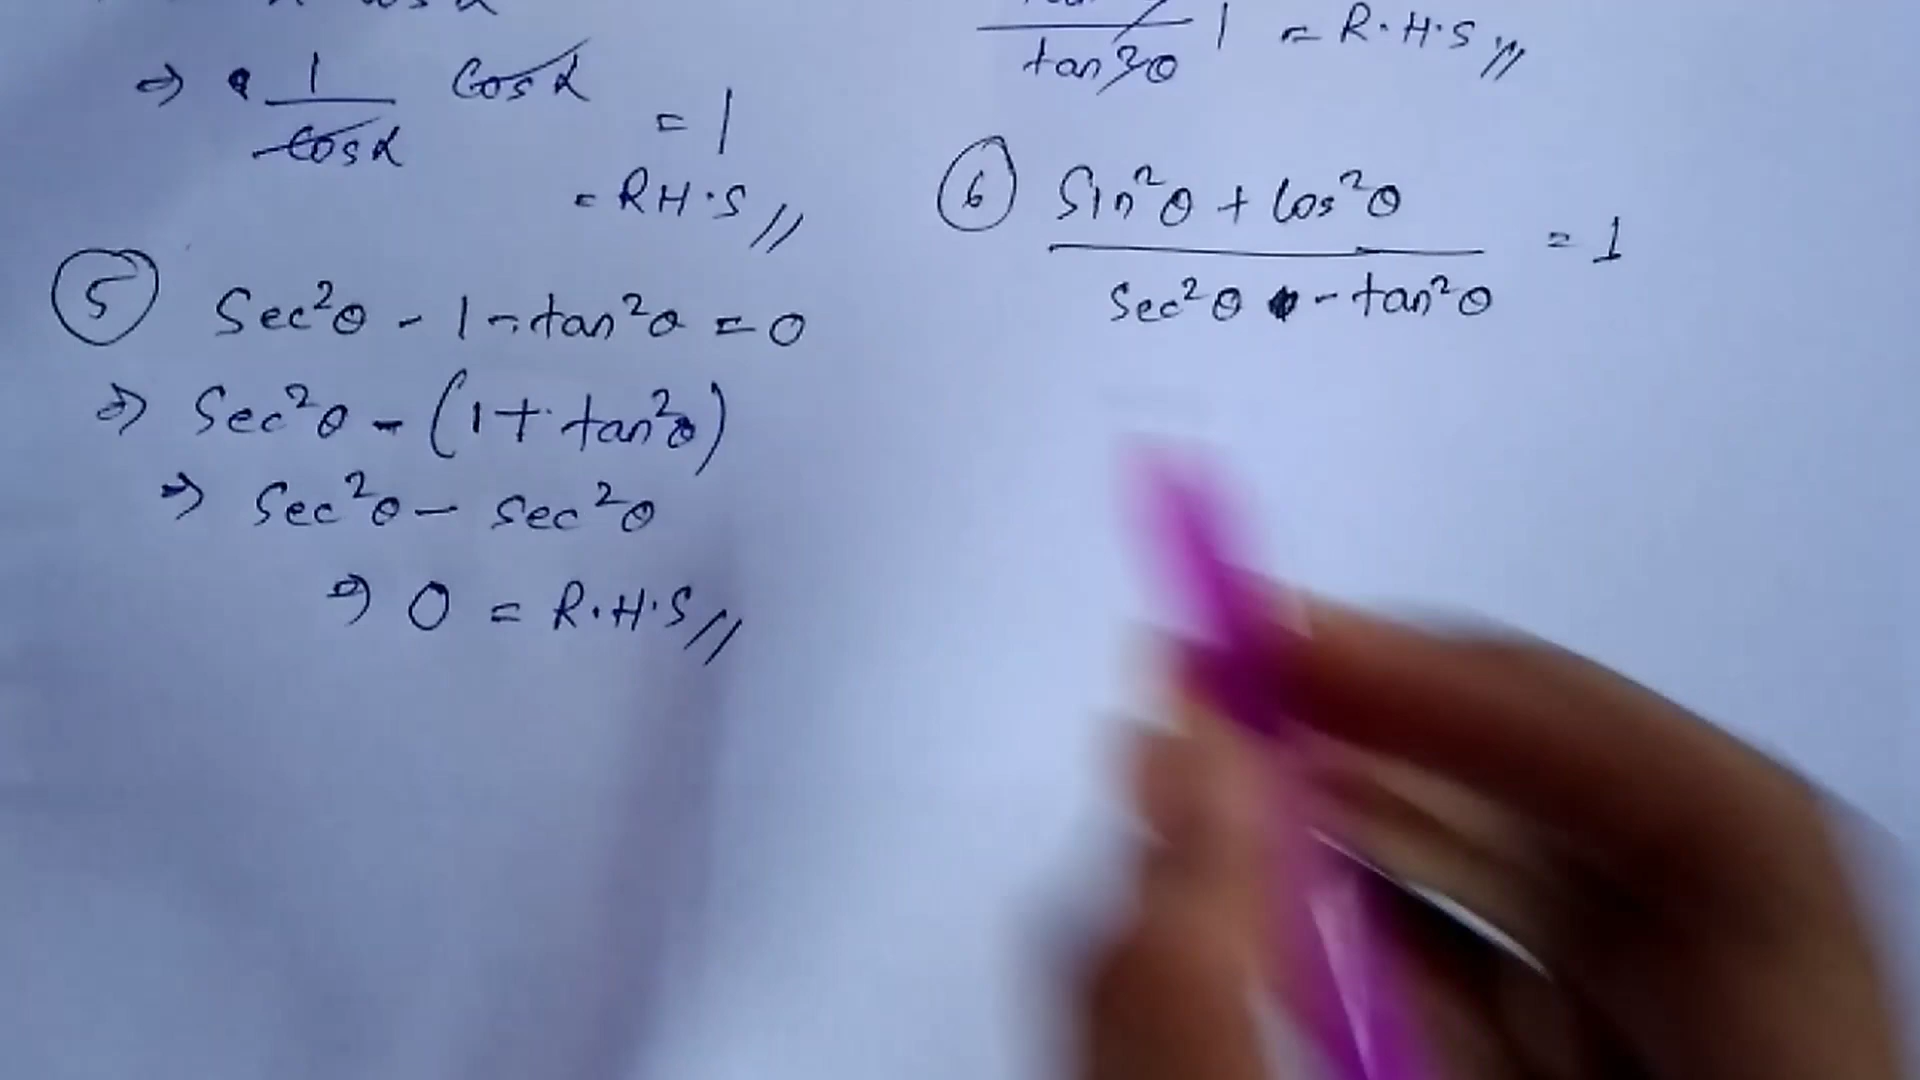 ⇒ 1/cosα cosα = 1
= RH.S //
⑤ Sec²θ - 1 - tan²θ = 0
⇒ Sec²θ - (1 + tan²θ)
⇒ Sec²θ - sec²θ
⇒ 0 = R.H.S //
tan3θ 1 = R.H.S //
⑥ Sin²θ + Cos²θ / Sec²θ - tan²θ = 1